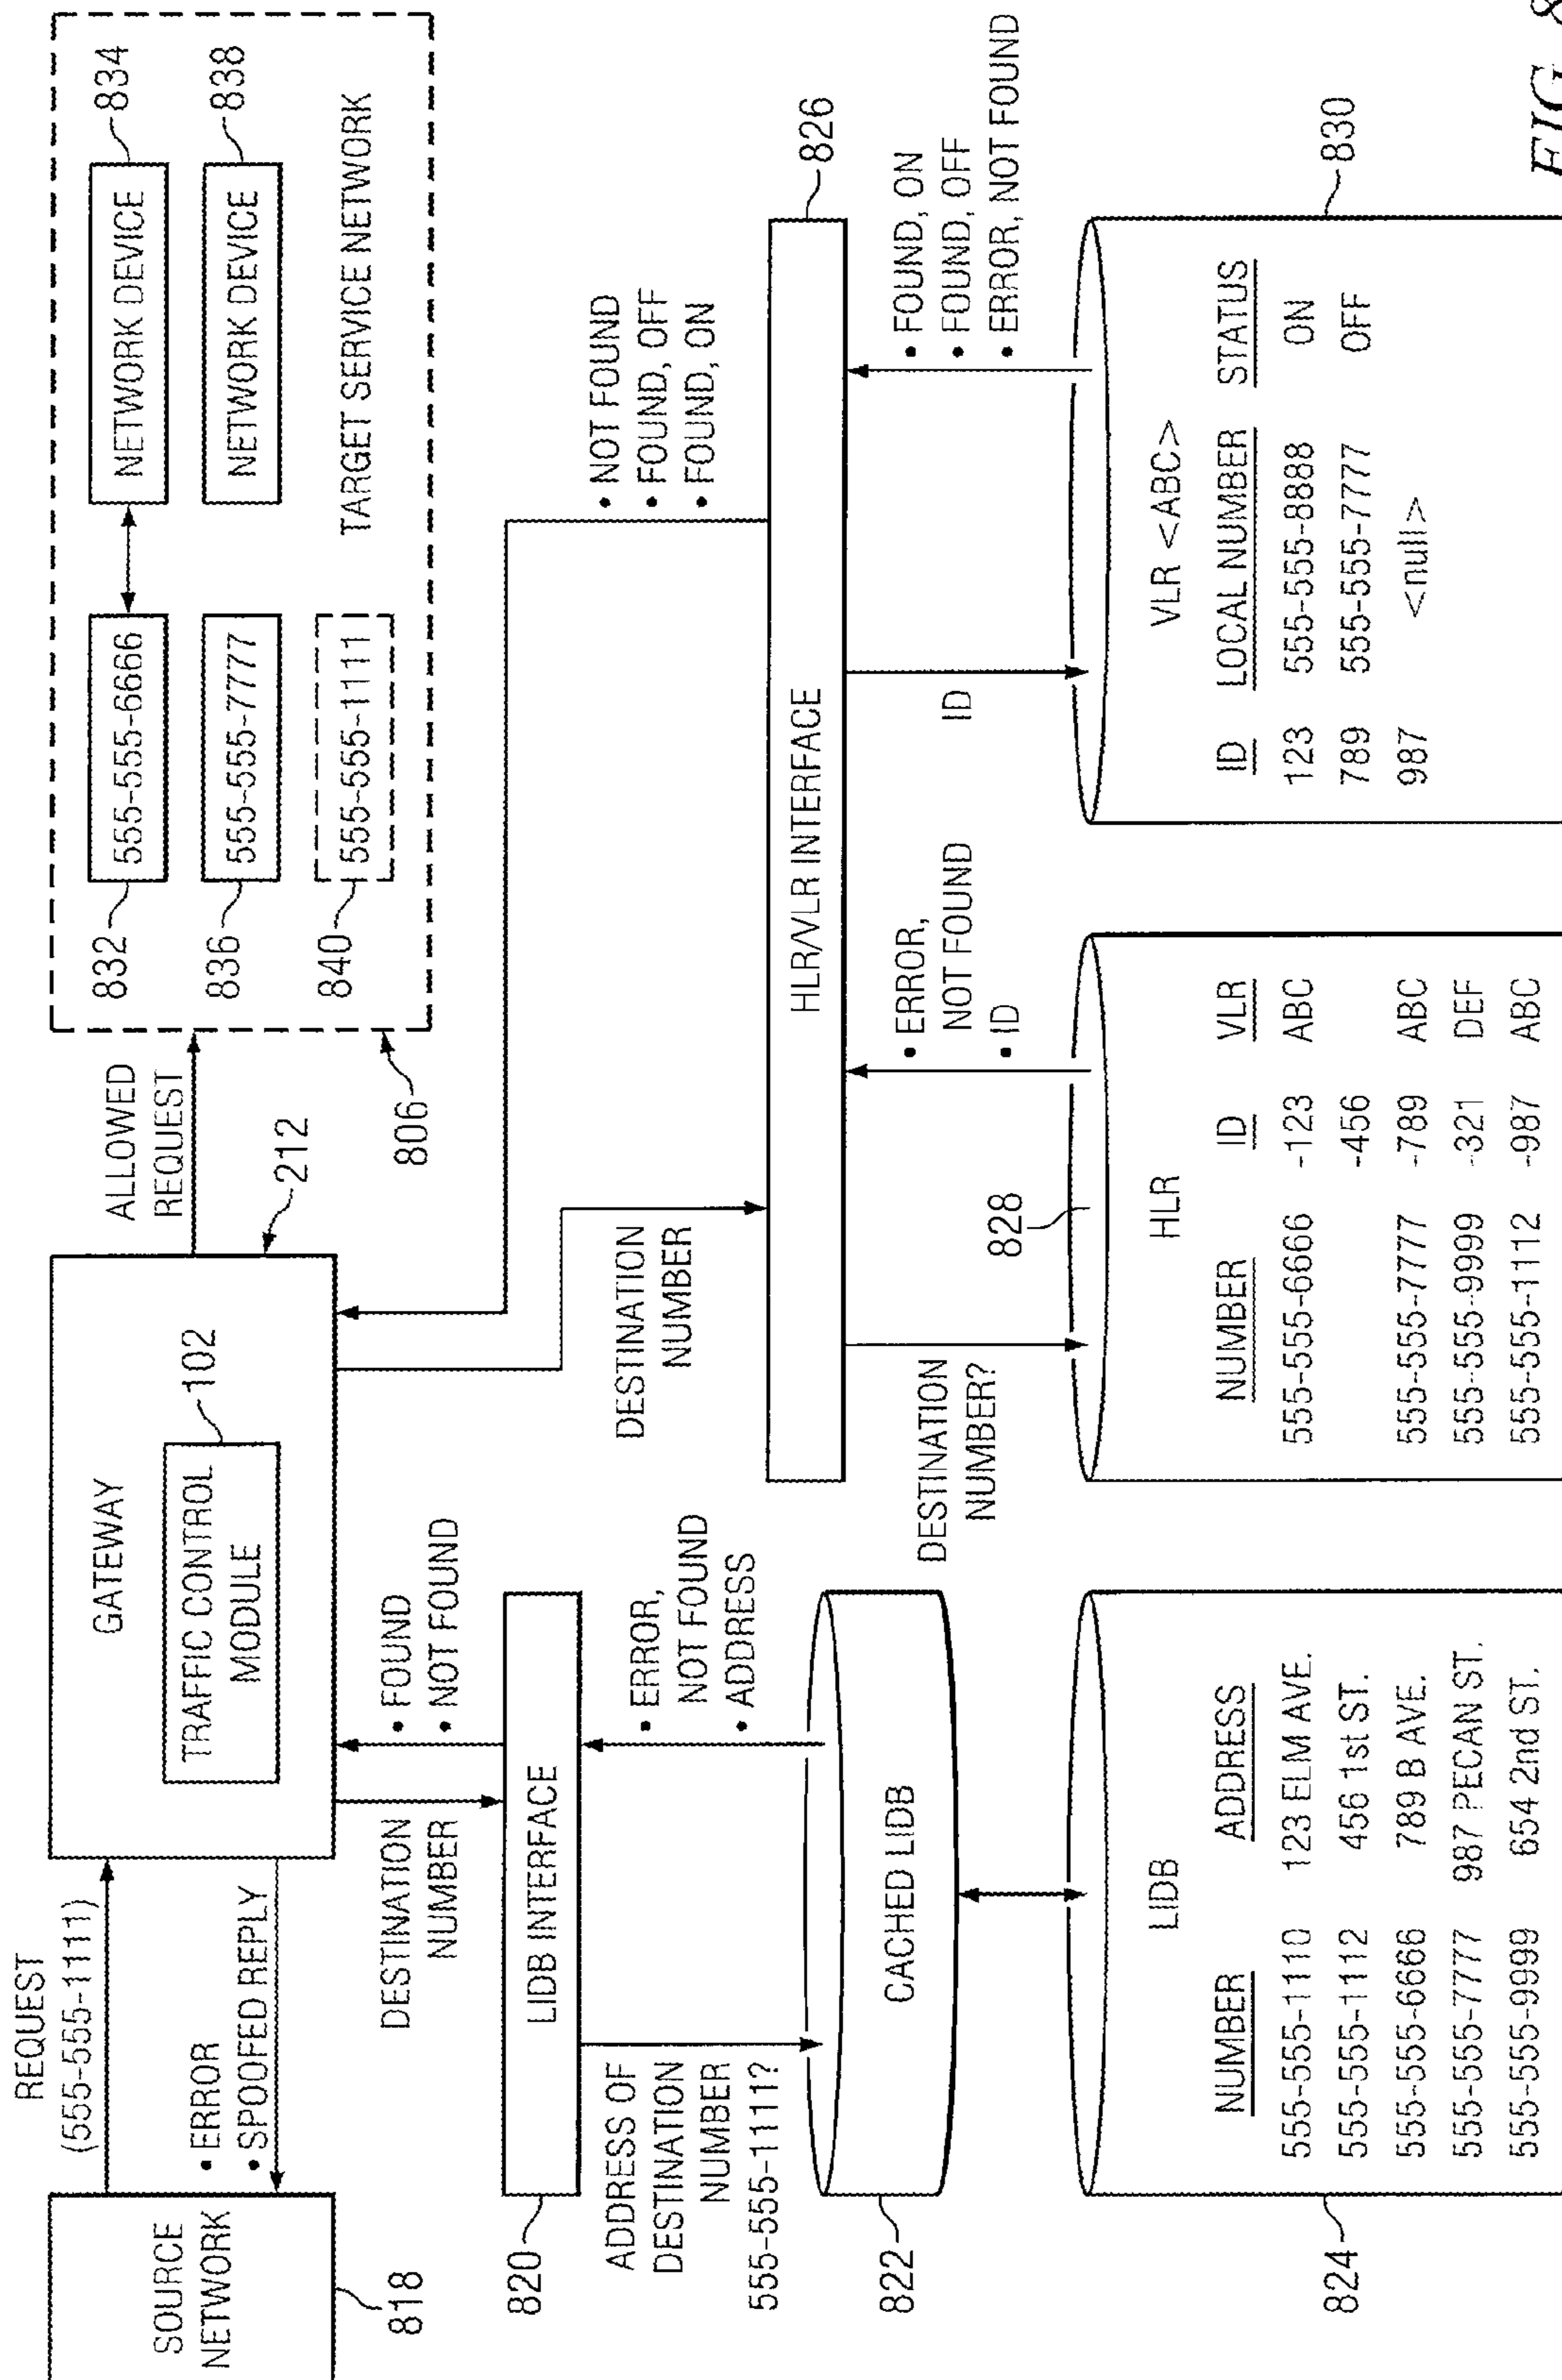 REQUEST
(555-555-1111)
SOURCE
NETWORK
818
• ERROR
• SPOOFED REPLY
GATEWAY
TRAFFIC CONTROL
MODULE
102
212
ALLOWED
REQUEST
806
832
555-555-6666
NETWORK DEVICE
834
836
555-555-7777
NETWORK DEVICE
838
840
555-555-1111
TARGET SERVICE NETWORK
DESTINATION
NUMBER
• FOUND
• NOT FOUND
820
LIDB INTERFACE
ADDRESS OF
DESTINATION
NUMBER
555-555-1111?
• ERROR,
NOT FOUND
• ADDRESS
822
CACHED LIDB
824
LIDB
NUMBER ADDRESS
555-555-1110 123 ELM AVE.
555-555-1112 456 1st ST.
555-555-6666 789 B AVE.
555-555-7777 987 PECAN ST.
555-555-9999 654 2nd ST.
DESTINATION
NUMBER
• NOT FOUND
• FOUND, OFF
• FOUND, ON
HLR/VLR INTERFACE
826
DESTINATION
NUMBER?
• ERROR,
NOT FOUND
• ID
828
HLR
NUMBER ID VLR
555-555-6666 -123 ABC
-456
555-555-7777 -789 ABC
555-555-9999 -321 DEF
555-555-1112 -987 ABC
ID
• FOUND, ON
• FOUND, OFF
• ERROR, NOT FOUND
830
VLR <ABC>
ID LOCAL NUMBER STATUS
123 555-555-8888 ON
789 555-555-7777 OFF
987 <null>
FIG. 8